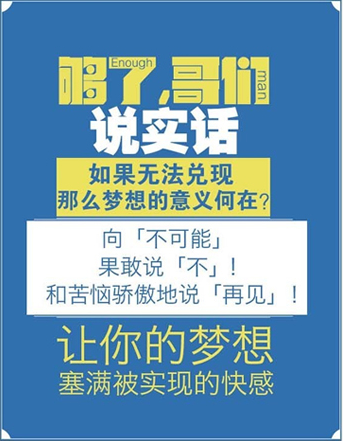 够了,哥们
Enough
man
说实话
如果无法兑现
那么梦想的意义何在?
向「不可能」
果敢说「不」!
和苦恼骄傲地说「再见」!
让你的梦想
塞满被实现的快感